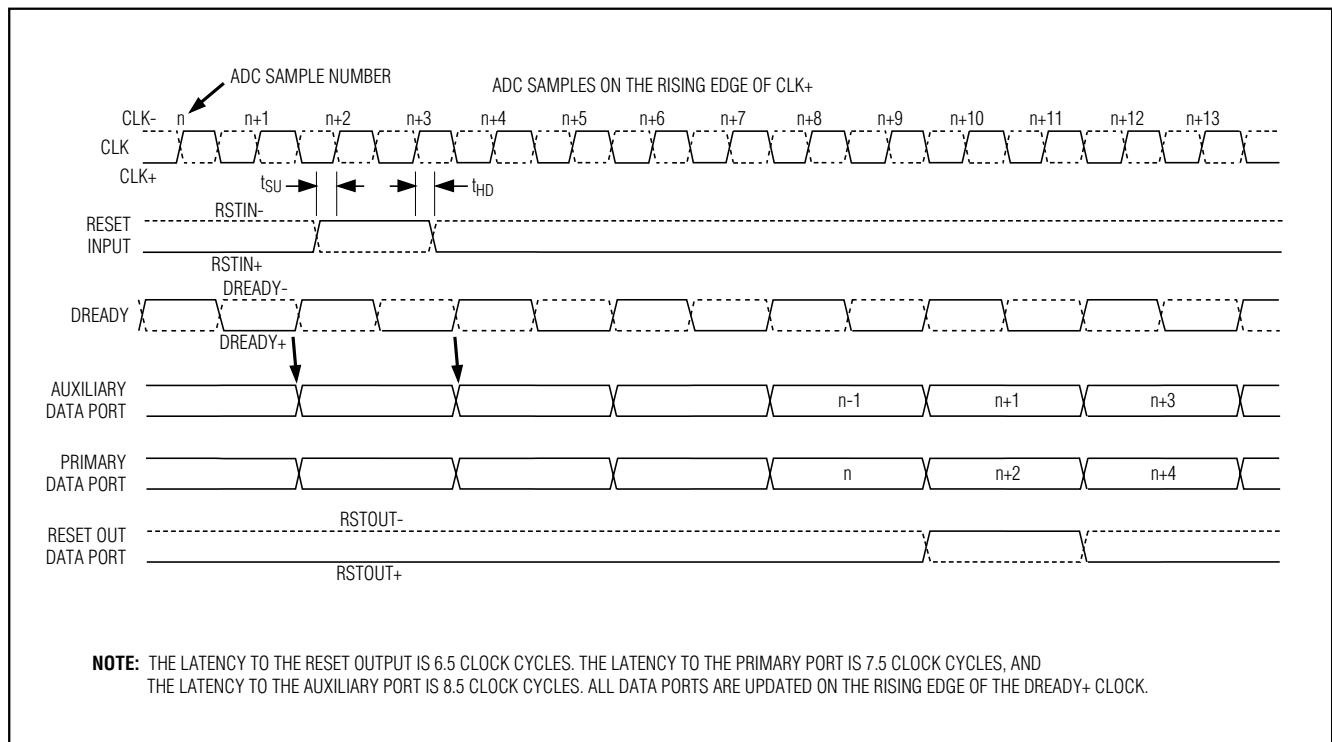 ADC SAMPLE NUMBER
ADC SAMPLES ON THE RISING EDGE OF CLK+
CLK- n n+1 n+2 n+3 n+4 n+5 n+6 n+7 n+8 n+9 n+10 n+11 n+12 n+13
CLK
CLK+
tSU tHD
RSTIN-
RESET
INPUT
RSTIN+
DREADY-
DREADY
DREADY+
AUXILIARY
DATA PORT
n-1 n+1 n+3
PRIMARY
DATA PORT
n n+2 n+4
RSTOUT-
RESET OUT
DATA PORT
RSTOUT+
NOTE: THE LATENCY TO THE RESET OUTPUT IS 6.5 CLOCK CYCLES. THE LATENCY TO THE PRIMARY PORT IS 7.5 CLOCK CYCLES, AND
THE LATENCY TO THE AUXILIARY PORT IS 8.5 CLOCK CYCLES. ALL DATA PORTS ARE UPDATED ON THE RISING EDGE OF THE DREADY+ CLOCK.